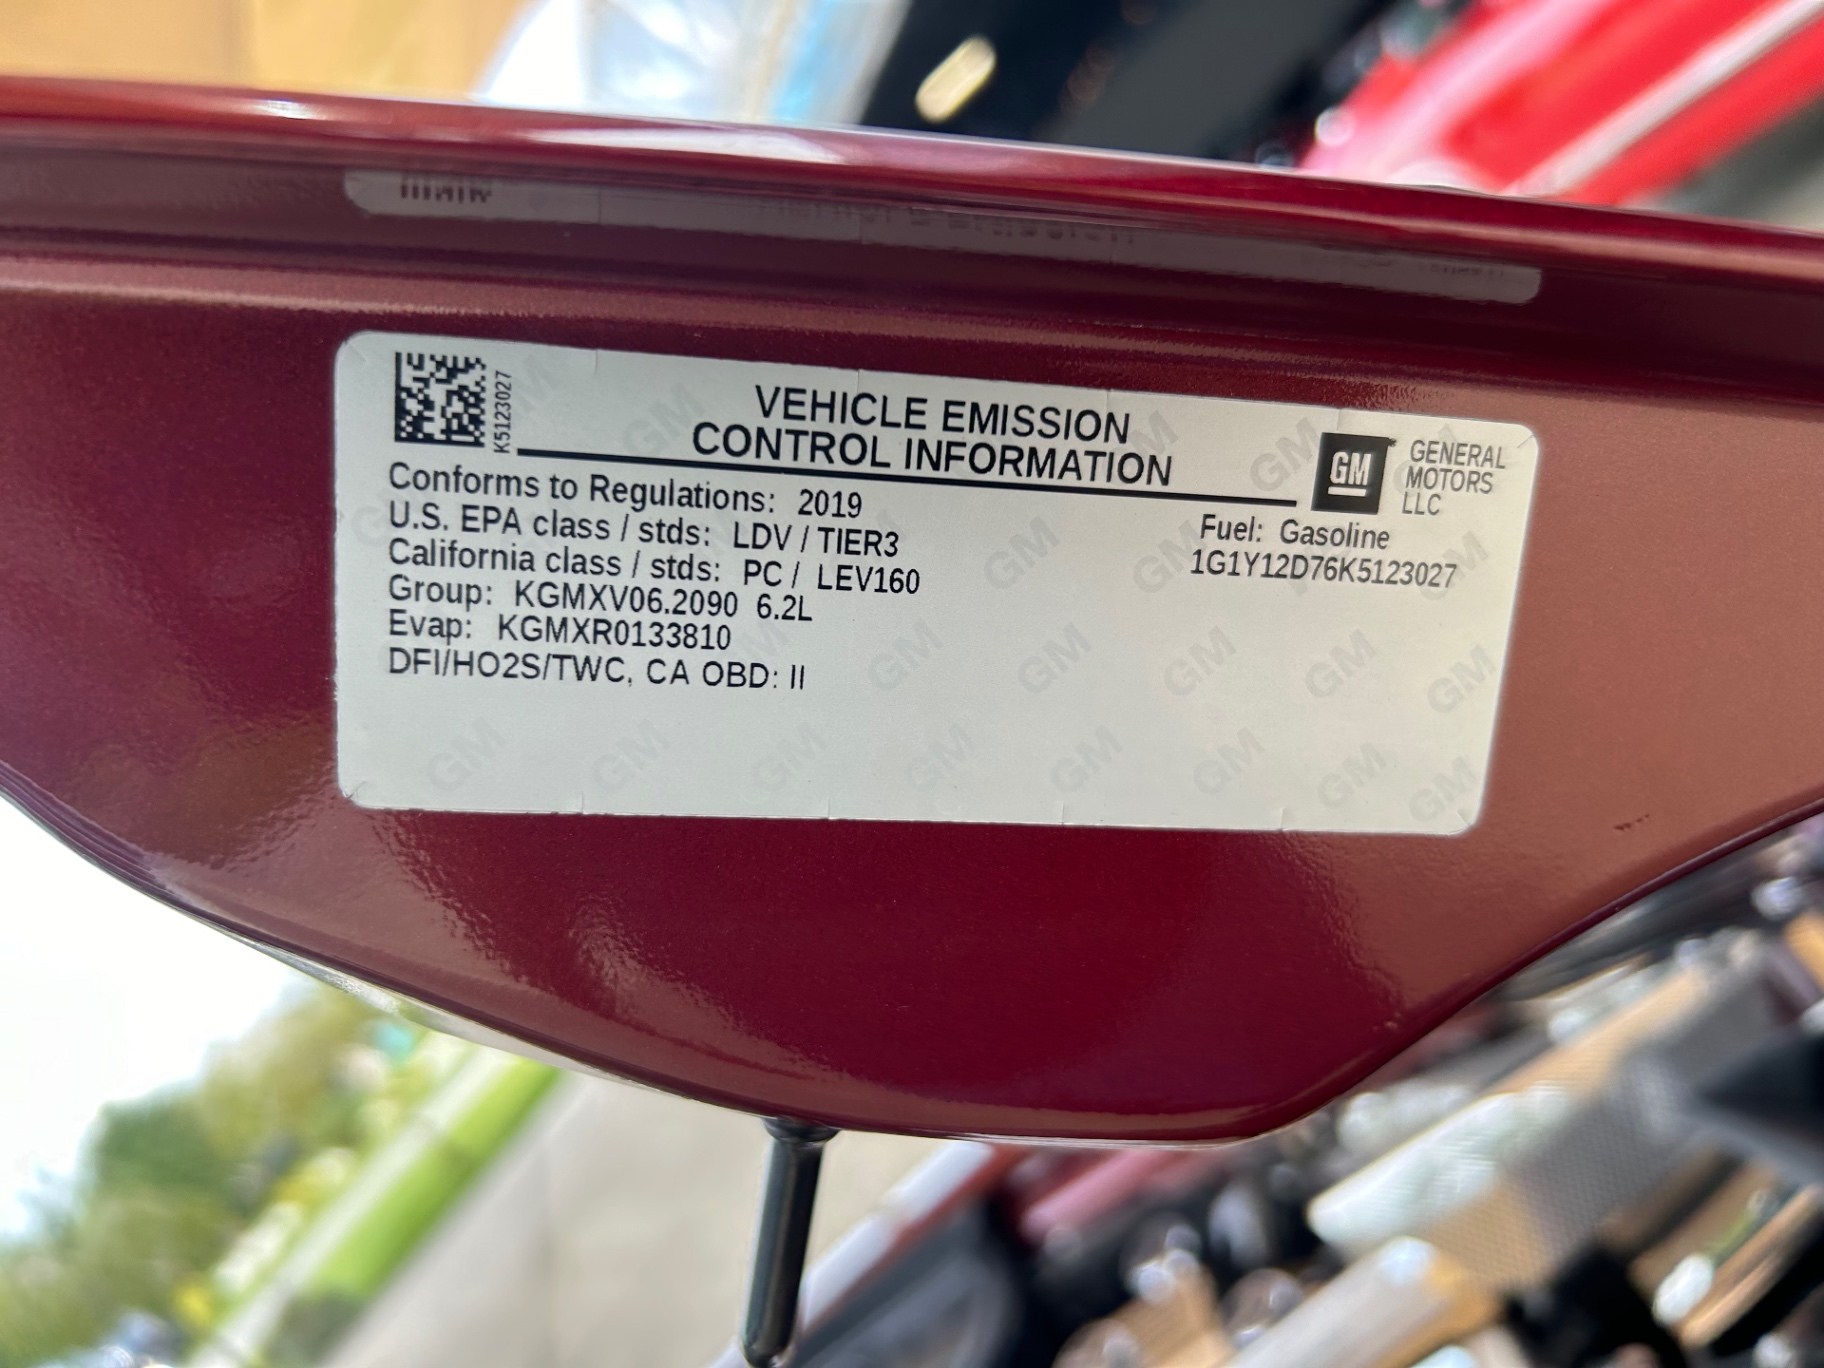 K5123027
VEHICLE EMISSION
CONTROL INFORMATION
GM
GENERAL
MOTORS
LLC
Conforms to Regulations: 2019
U.S. EPA class / stds: LDV / TIER3
California class / stds: PC / LEV160
Group: KGMXV06.2090 6.2L
Evap: KGMXR0133810
DFI/HO2S/TWC, CA OBD: II
Fuel: Gasoline
1G1Y12D76K5123027